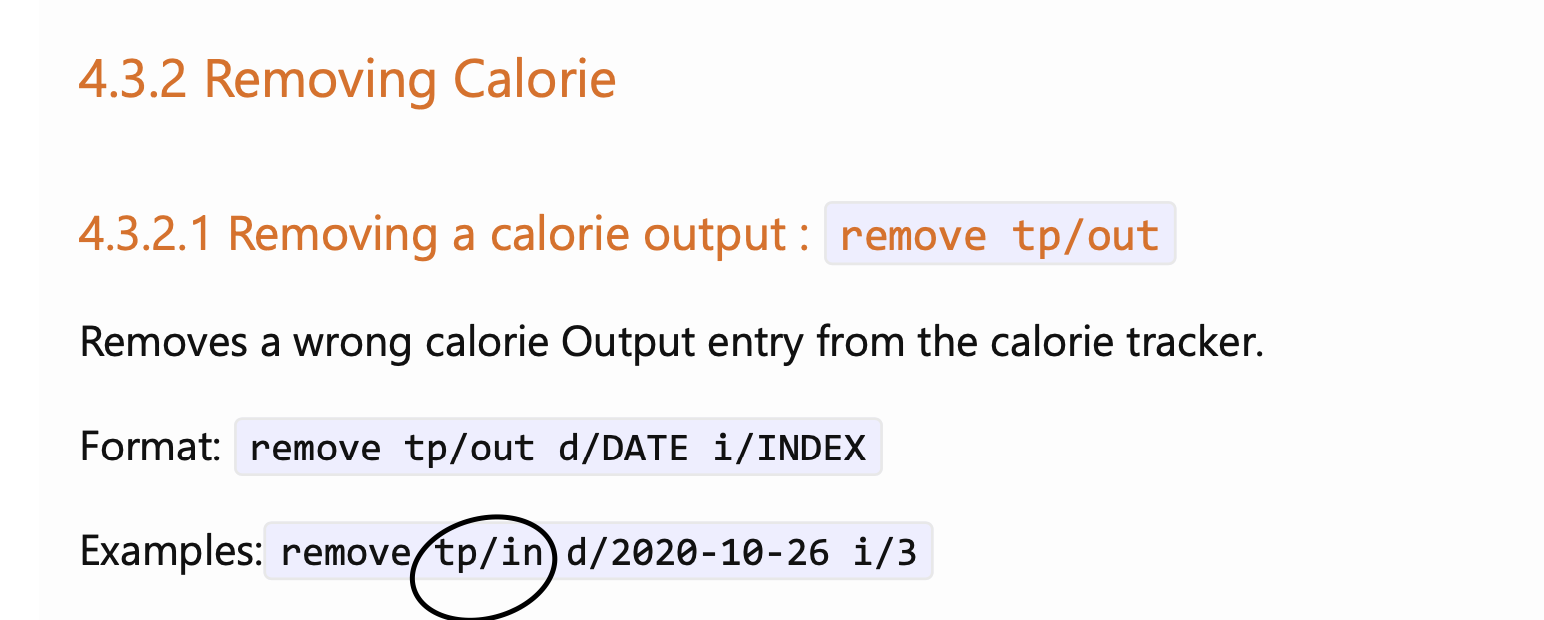 4.3.2 Removing Calorie
4.3.2.1 Removing a calorie output : remove tp/out
Removes a wrong calorie Output entry from the calorie tracker.
Format: remove tp/out d/DATE i/INDEX
Examples: remove tp/in d/2020-10-26 i/3